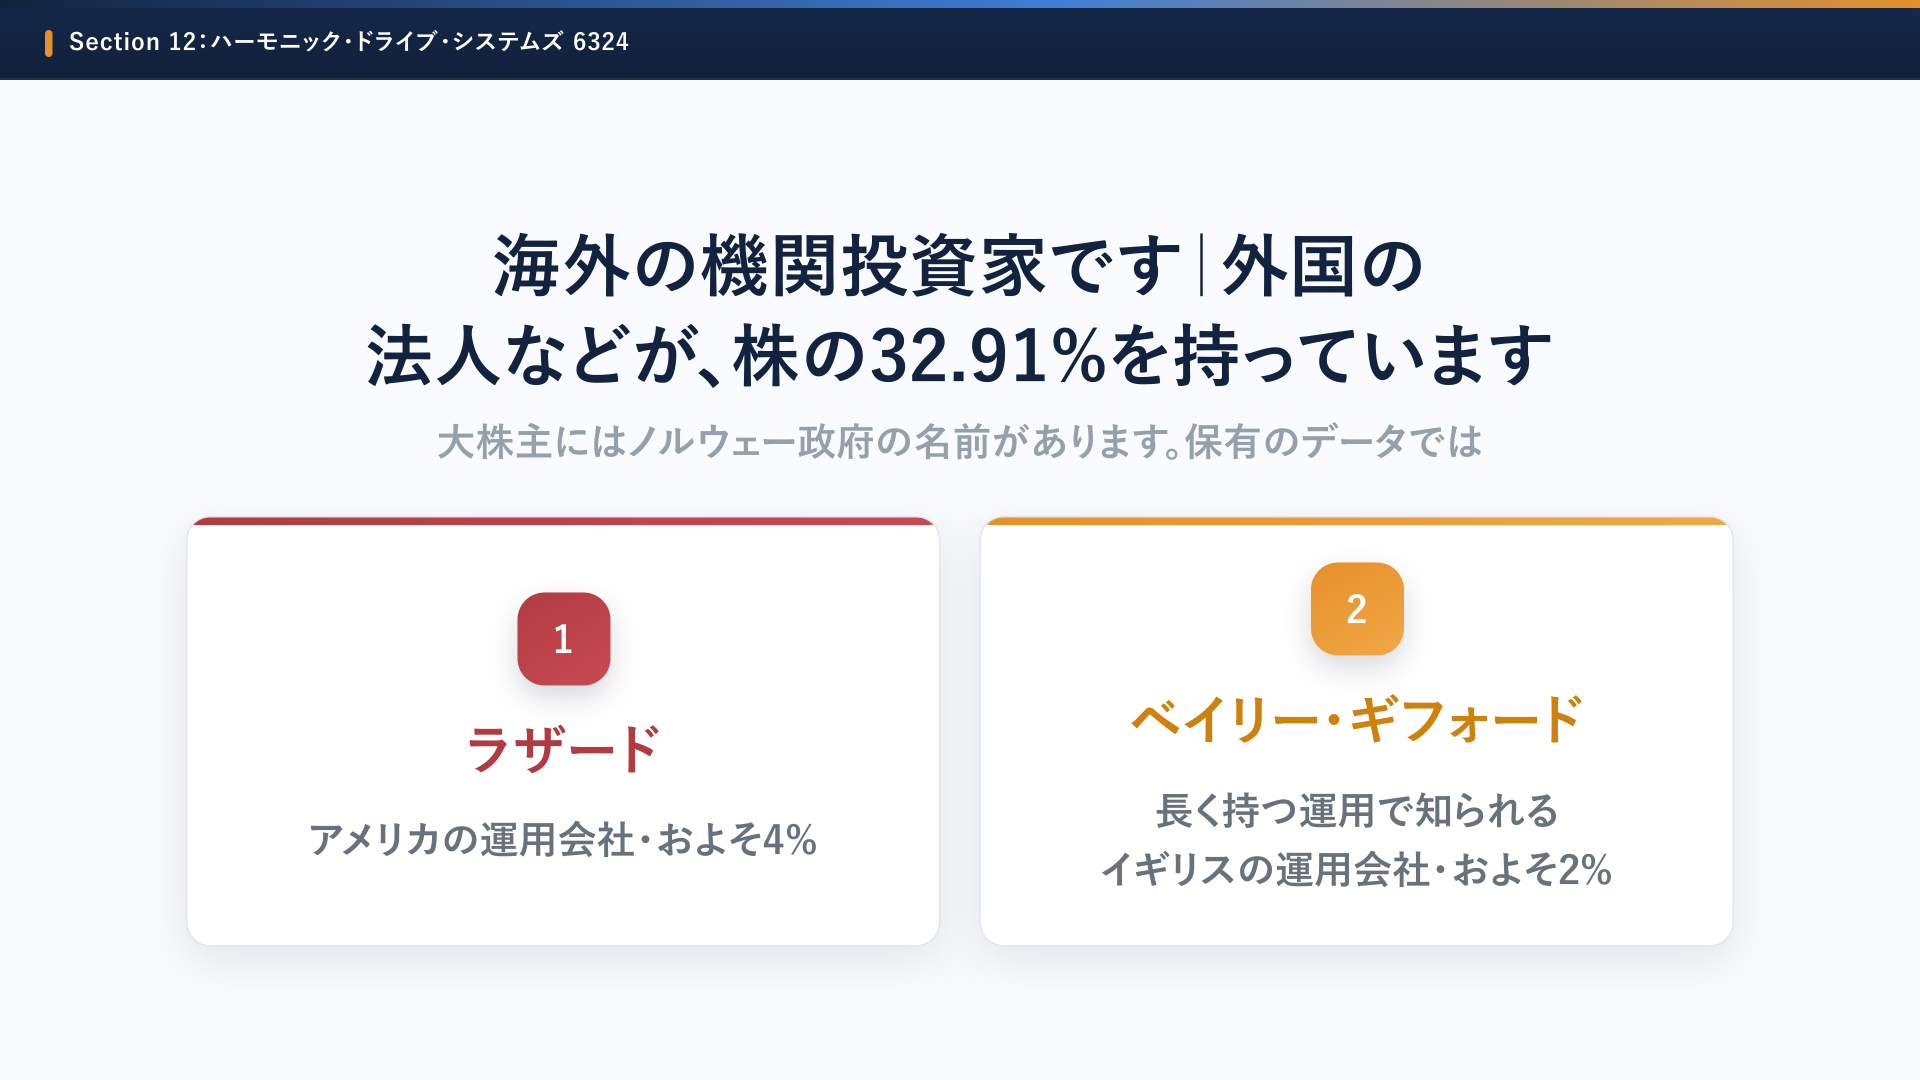 Section 12：ハーモニック・ドライブ・システムズ 6324
海外の機関投資家です｜外国の
法人などが、株の32.91%を持っています
大株主にはノルウェー政府の名前があります。保有のデータでは
1
ラザード
アメリカの運用会社・およそ4%
2
ベイリー・ギフォード
長く持つ運用で知られる
イギリスの運用会社・およそ2%